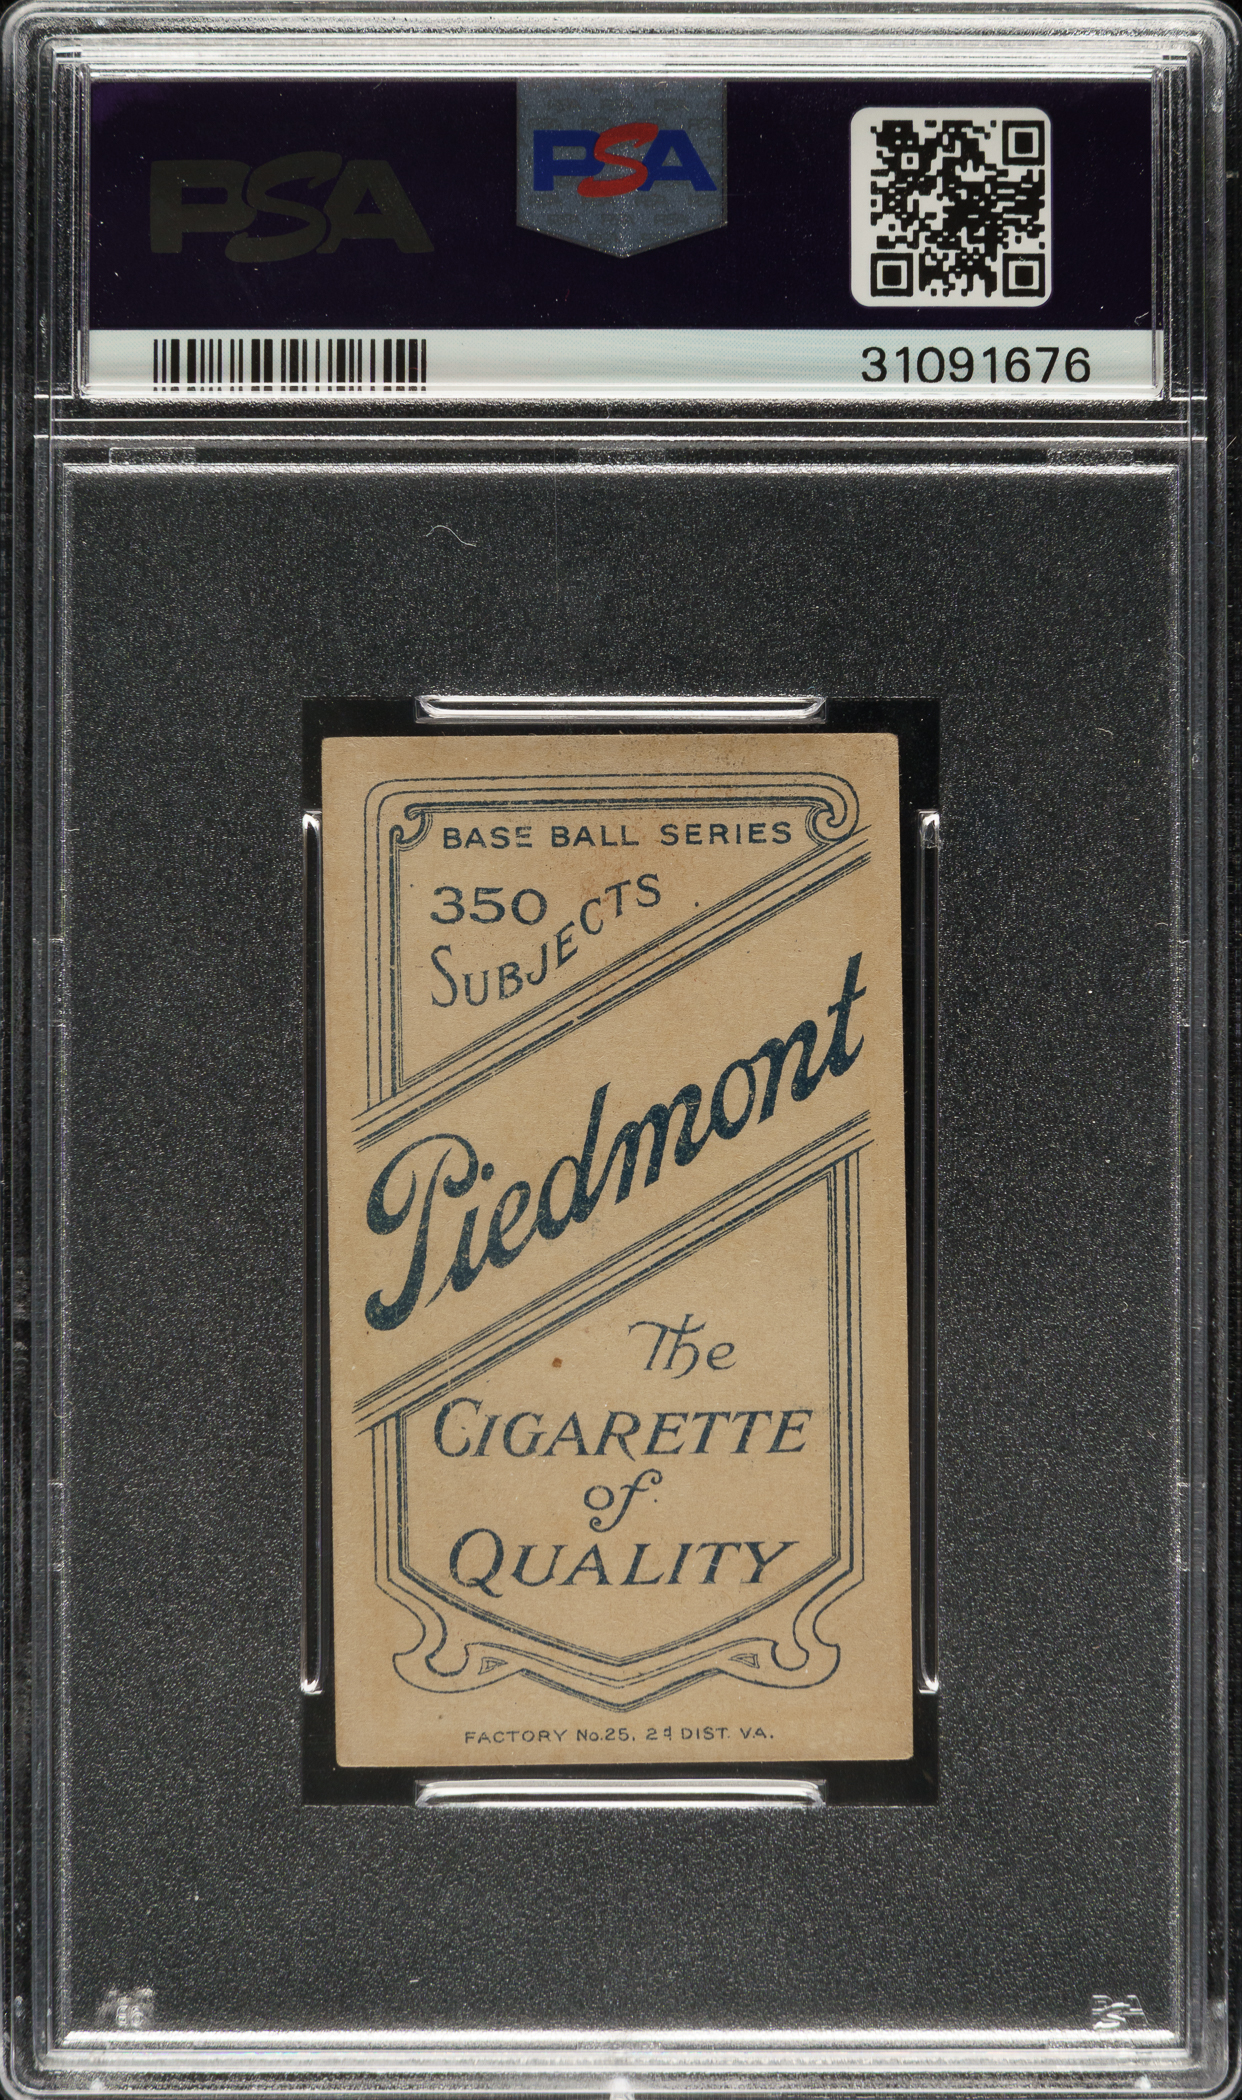 PSA
PSA
31091676
BASE BALL SERIES
350
SUBJECTS
Piedmont
The
CIGARETTE
of
QUALITY
FACTORY No. 25, 2d DIST. VA.
PSA